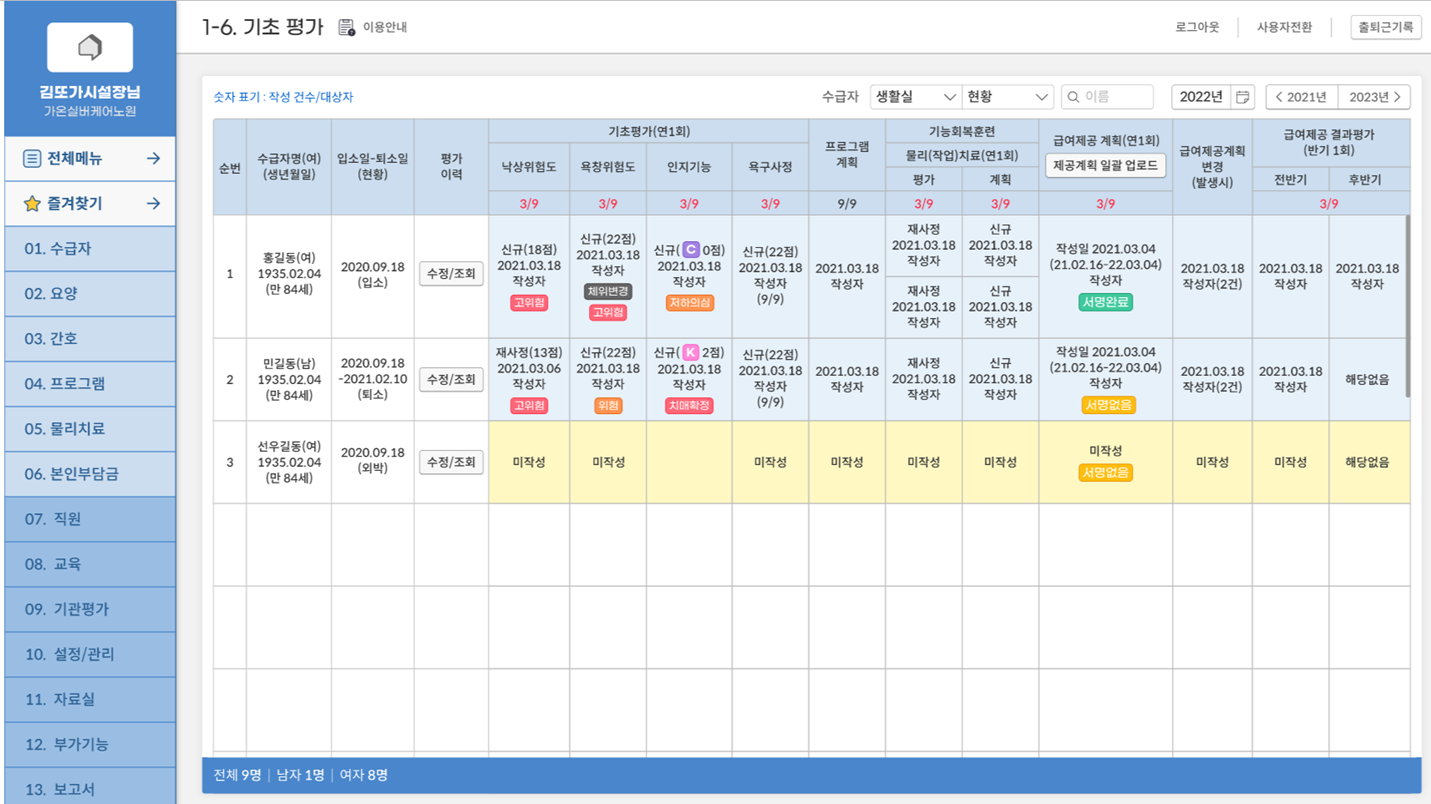 1-6. 기초 평가
이용안내
로그아웃
사용자전환
출퇴근기록
김또가시설장님
가온실버케어노원
전체메뉴
즐겨찾기
01. 수급자
02. 요양
03. 간호
04. 프로그램
05. 물리치료
06. 본인부담금
07. 직원
08. 교육
09. 기관평가
10. 설정/관리
11. 자료실
12. 부가기능
13. 보고서
숫자 표기 : 작성 건수/대상자
수급자
생활실
현황
이름
2022년
2021년
2023년
순번
수급자명(여)
(생년월일)
입소일-퇴소일
(현황)
평가
이력
기초평가(연1회)
낙상위험도
욕창위험도
인지기능
욕구사정
프로그램
계획
기능회복훈련
물리(작업)치료(연1회)
평가
계획
급여제공 계획(연1회)
제공계획 일괄 업로드
급여제공계획
변경
(발생시)
급여제공 결과평가
(반기 1회)
전반기
후반기
3/9
3/9
3/9
3/9
9/9
3/9
3/9
3/9
3/9
1
홍길동(여)
1935.02.04
(만 84세)
2020.09.18
(입소)
수정/조회
신규(18점)
2021.03.18
작성자
고위험
신규(22점)
2021.03.18
작성자
체위변경
고위험
신규( C 0점)
2021.03.18
작성자
저하의심
신규(22점)
2021.03.18
작성자
(9/9)
2021.03.18
작성자
재사정
2021.03.18
작성자
재사정
2021.03.18
작성자
신규
2021.03.18
작성자
신규
2021.03.18
작성자
작성일 2021.03.04
(21.02.16-22.03.04)
작성자
서명완료
2021.03.18
작성자(2건)
2021.03.18
작성자
2021.03.18
작성자
2
민길동(남)
1935.02.04
(만 84세)
2020.09.18
-2021.02.10
(퇴소)
수정/조회
재사정(13점)
2021.03.06
작성자
고위험
신규(22점)
2021.03.18
작성자
위험
신규( K 2점)
2021.03.18
작성자
치매확정
신규(22점)
2021.03.18
작성자
(9/9)
2021.03.18
작성자
재사정
2021.03.18
작성자
신규
2021.03.18
작성자
작성일 2021.03.04
(21.02.16-22.03.04)
작성자
서명없음
2021.03.18
작성자(2건)
2021.03.18
작성자
해당없음
3
선우길동(여)
1935.02.04
(만 84세)
2020.09.18
(외박)
수정/조회
미작성
미작성
미작성
미작성
미작성
미작성
미작성
서명없음
미작성
미작성
해당없음
전체 9명 | 남자 1명 | 여자 8명